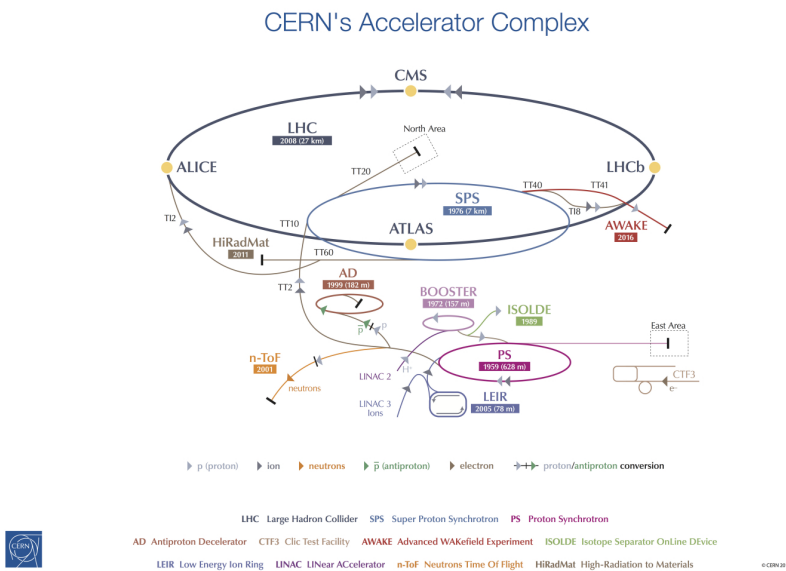 CERN's Accelerator Complex
CMS
LHC
2008 (27 km)
North Area
ALICE
LHCb
TT20
TT40
TT41
SPS
1976 (7 km)
TI2
TT10
TI8
ATLAS
AWAKE
2016
HiRadMat
2011
TT60
AD
1999 (182 m)
TT2
BOOSTER
1972 (157 m)
ISOLDE
1989
p
p̅
East Area
n-ToF
2001
PS
1959 (628 m)
H⁺
neutrons
LINAC 2
CTF3
e⁻
LINAC 3
Ions
LEIR
2005 (78 m)
p (proton) ion neutrons p̅ (antiproton) electron proton/antiproton conversion
LHC Large Hadron Collider SPS Super Proton Synchrotron PS Proton Synchrotron
AD Antiproton Decelerator CTF3 Clic Test Facility AWAKE Advanced WAKefield Experiment ISOLDE Isotope Separator OnLine DEvice
LEIR Low Energy Ion Ring LINAC LINear ACcelerator n-ToF Neutrons Time Of Flight HiRadMat High-Radiation to Materials
CERN
© CERN 20